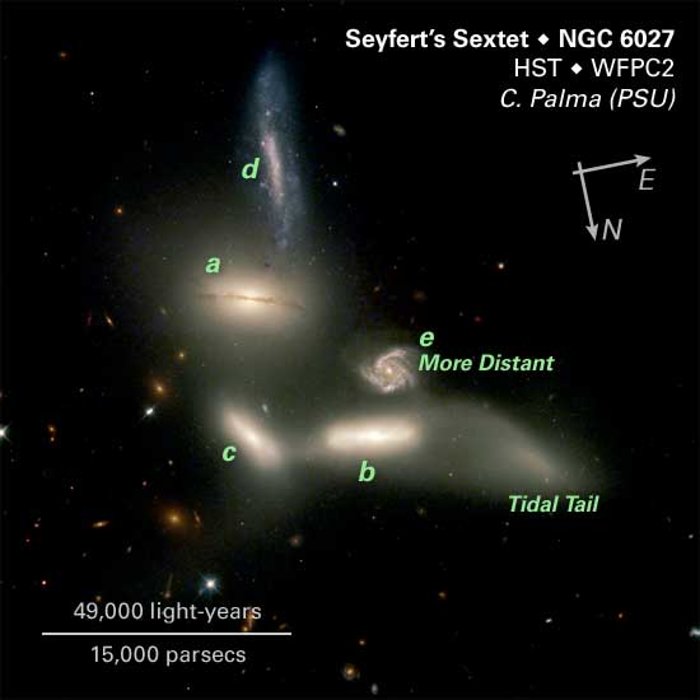 Seyfert's Sextet ◆ NGC 6027
HST ◆ WFPC2
C. Palma (PSU)
E
N
d
a
e
More Distant
c
b
Tidal Tail
49,000 light-years
15,000 parsecs